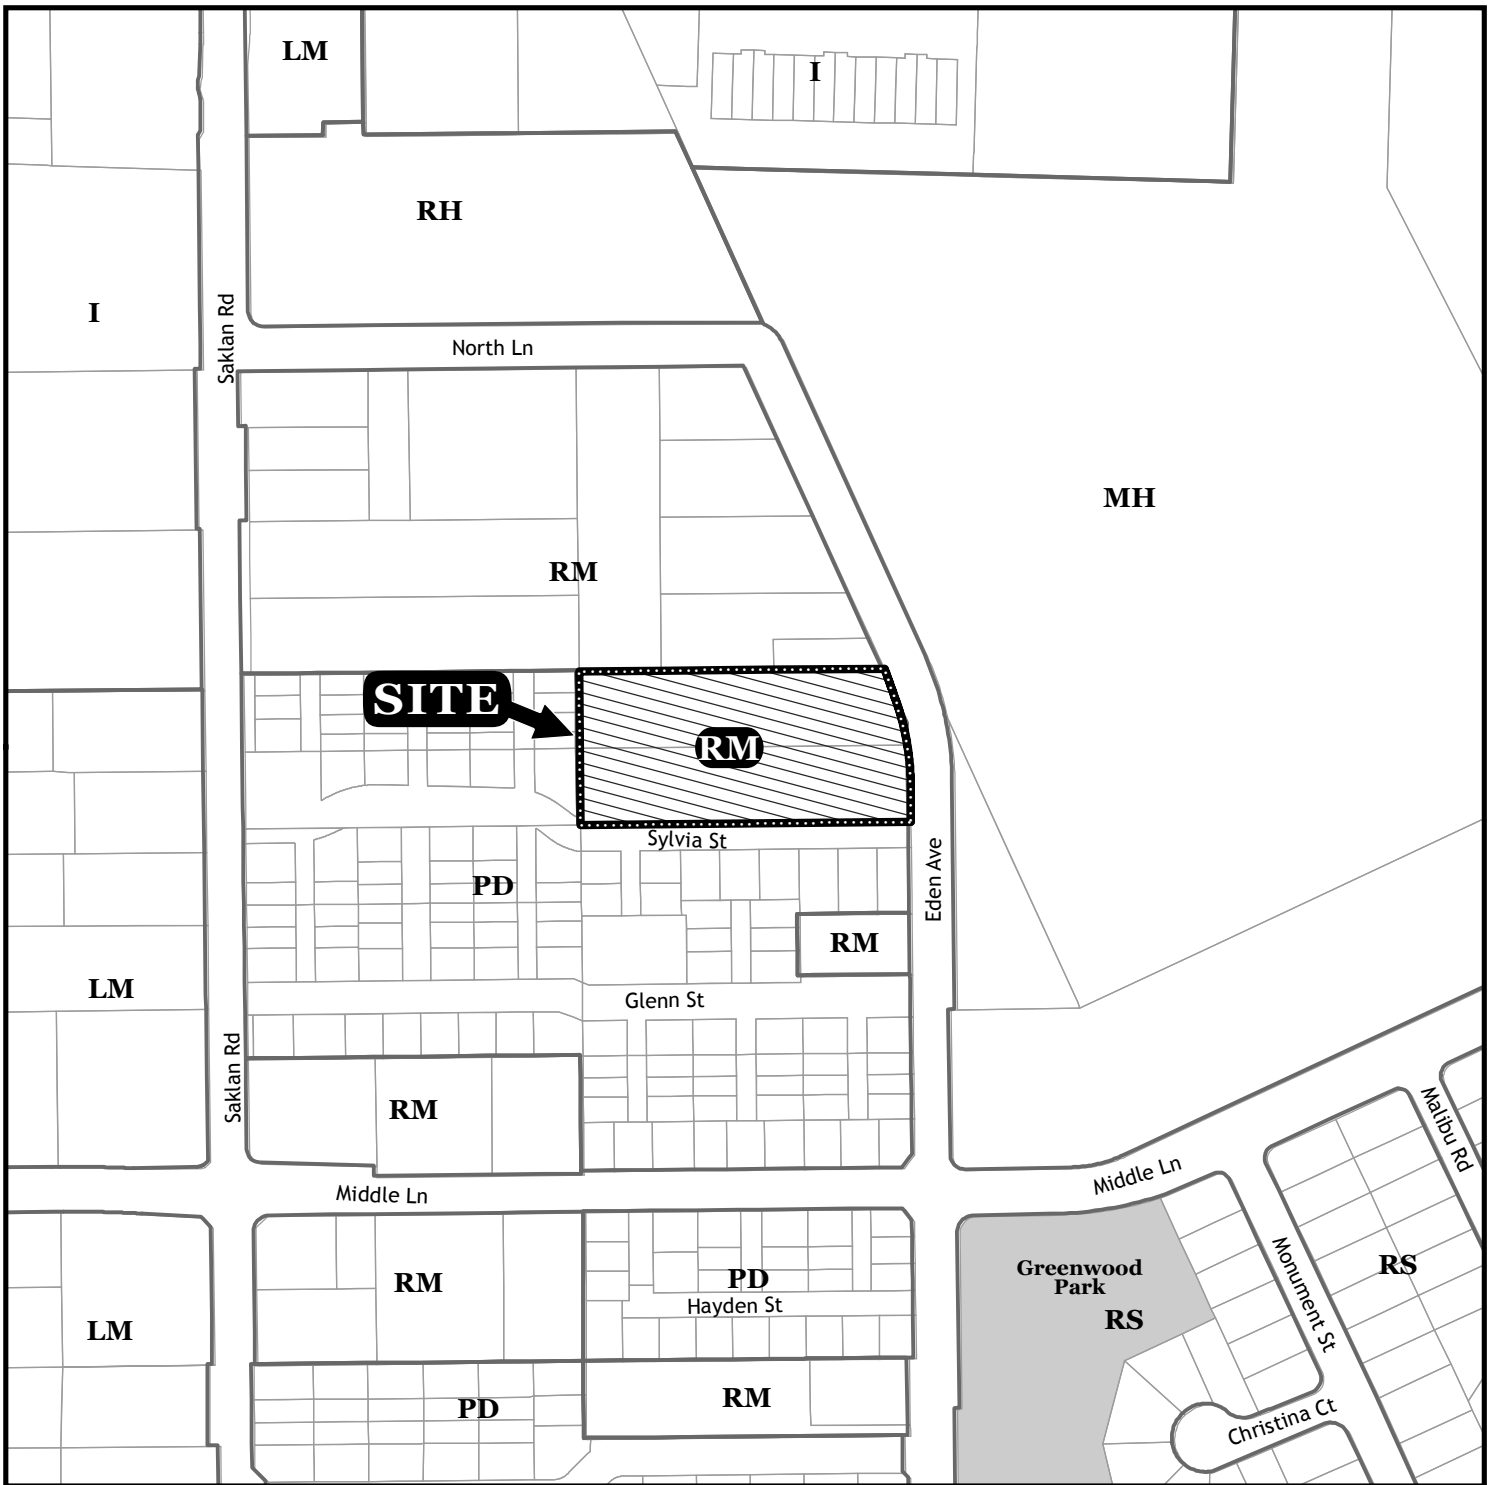 LM
I
RH
I
Saklan Rd
North Ln
MH
RM
SITE
RM
Sylvia St
Eden Ave
PD
RM
LM
Glenn St
Saklan Rd
RM
Malibu Rd
Middle Ln
Middle Ln
Monument St
RS
Greenwood
Park
RS
RM
PD
Hayden St
LM
RM
PD
Christina Ct